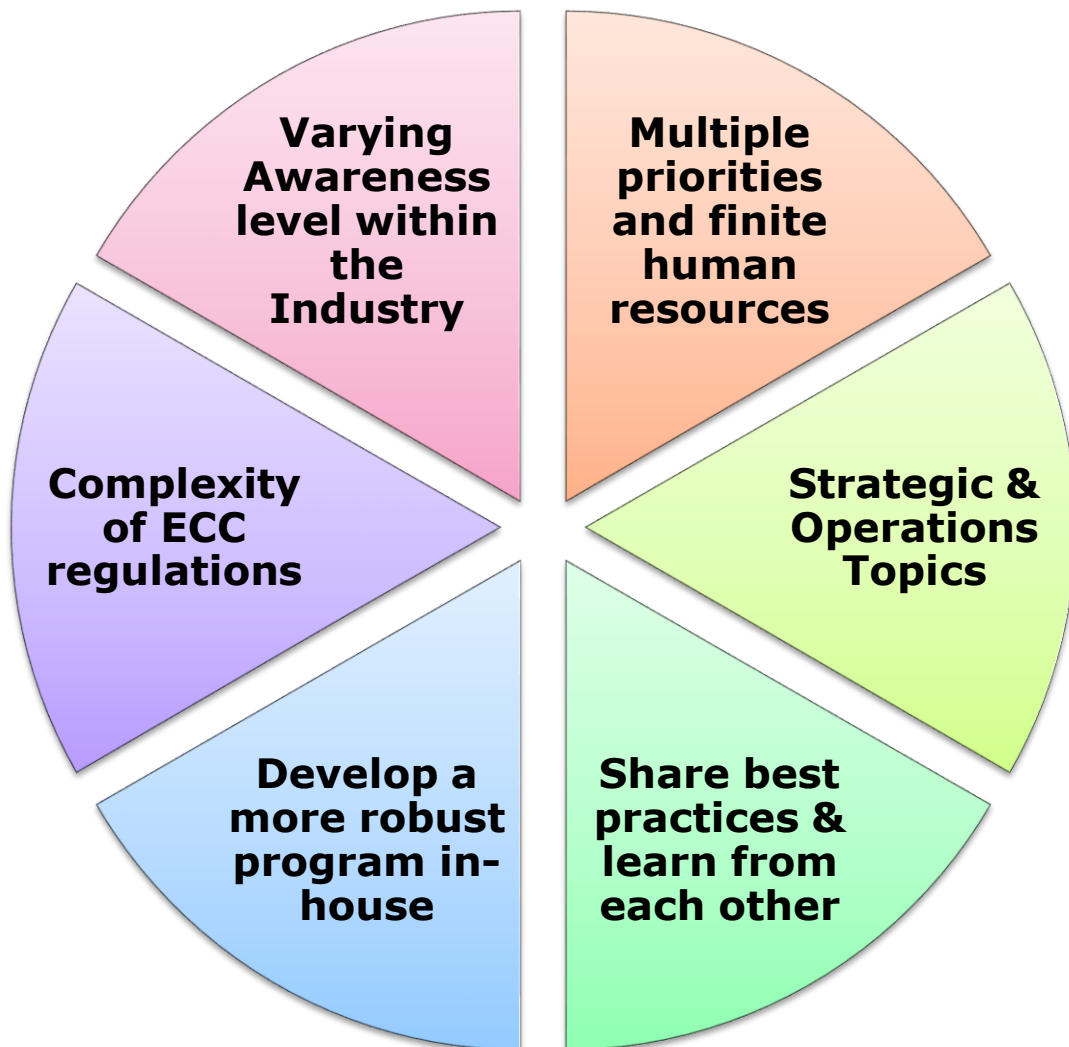 Varying
Awareness
level within
the
Industry
Multiple
priorities
and finite
human
resources
Complexity
of ECC
regulations
Strategic &
Operations
Topics
Develop a
more robust
program in-
house
Share best
practices &
learn from
each other